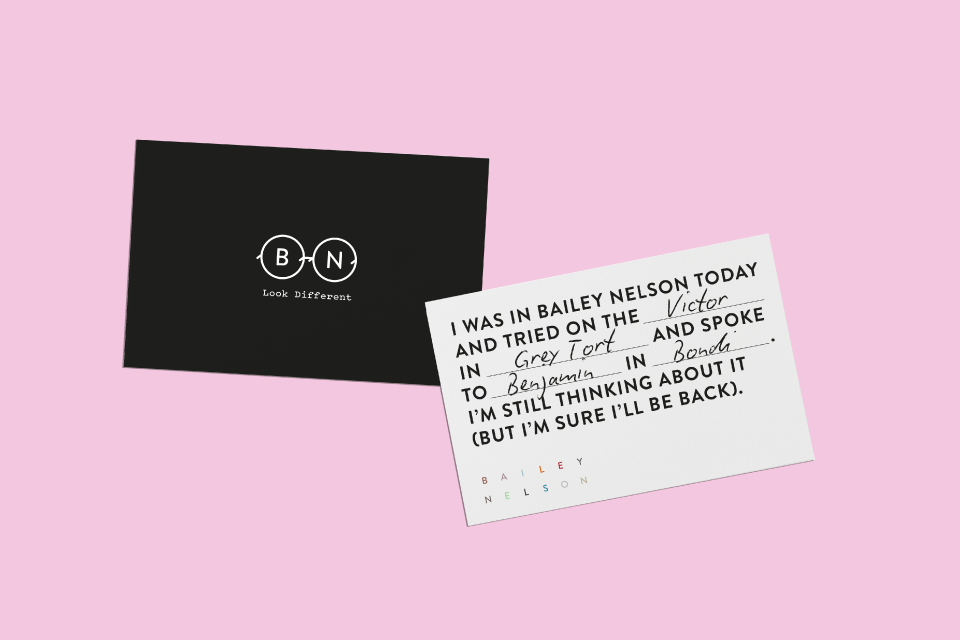 B N
Look Different
I WAS IN BAILEY NELSON TODAY
AND TRIED ON THE Victor
IN Grey Tort AND SPOKE
TO Benjamin IN Bondi.
I'M STILL THINKING ABOUT IT
(BUT I'M SURE I'LL BE BACK).
BAILEY
NELSON